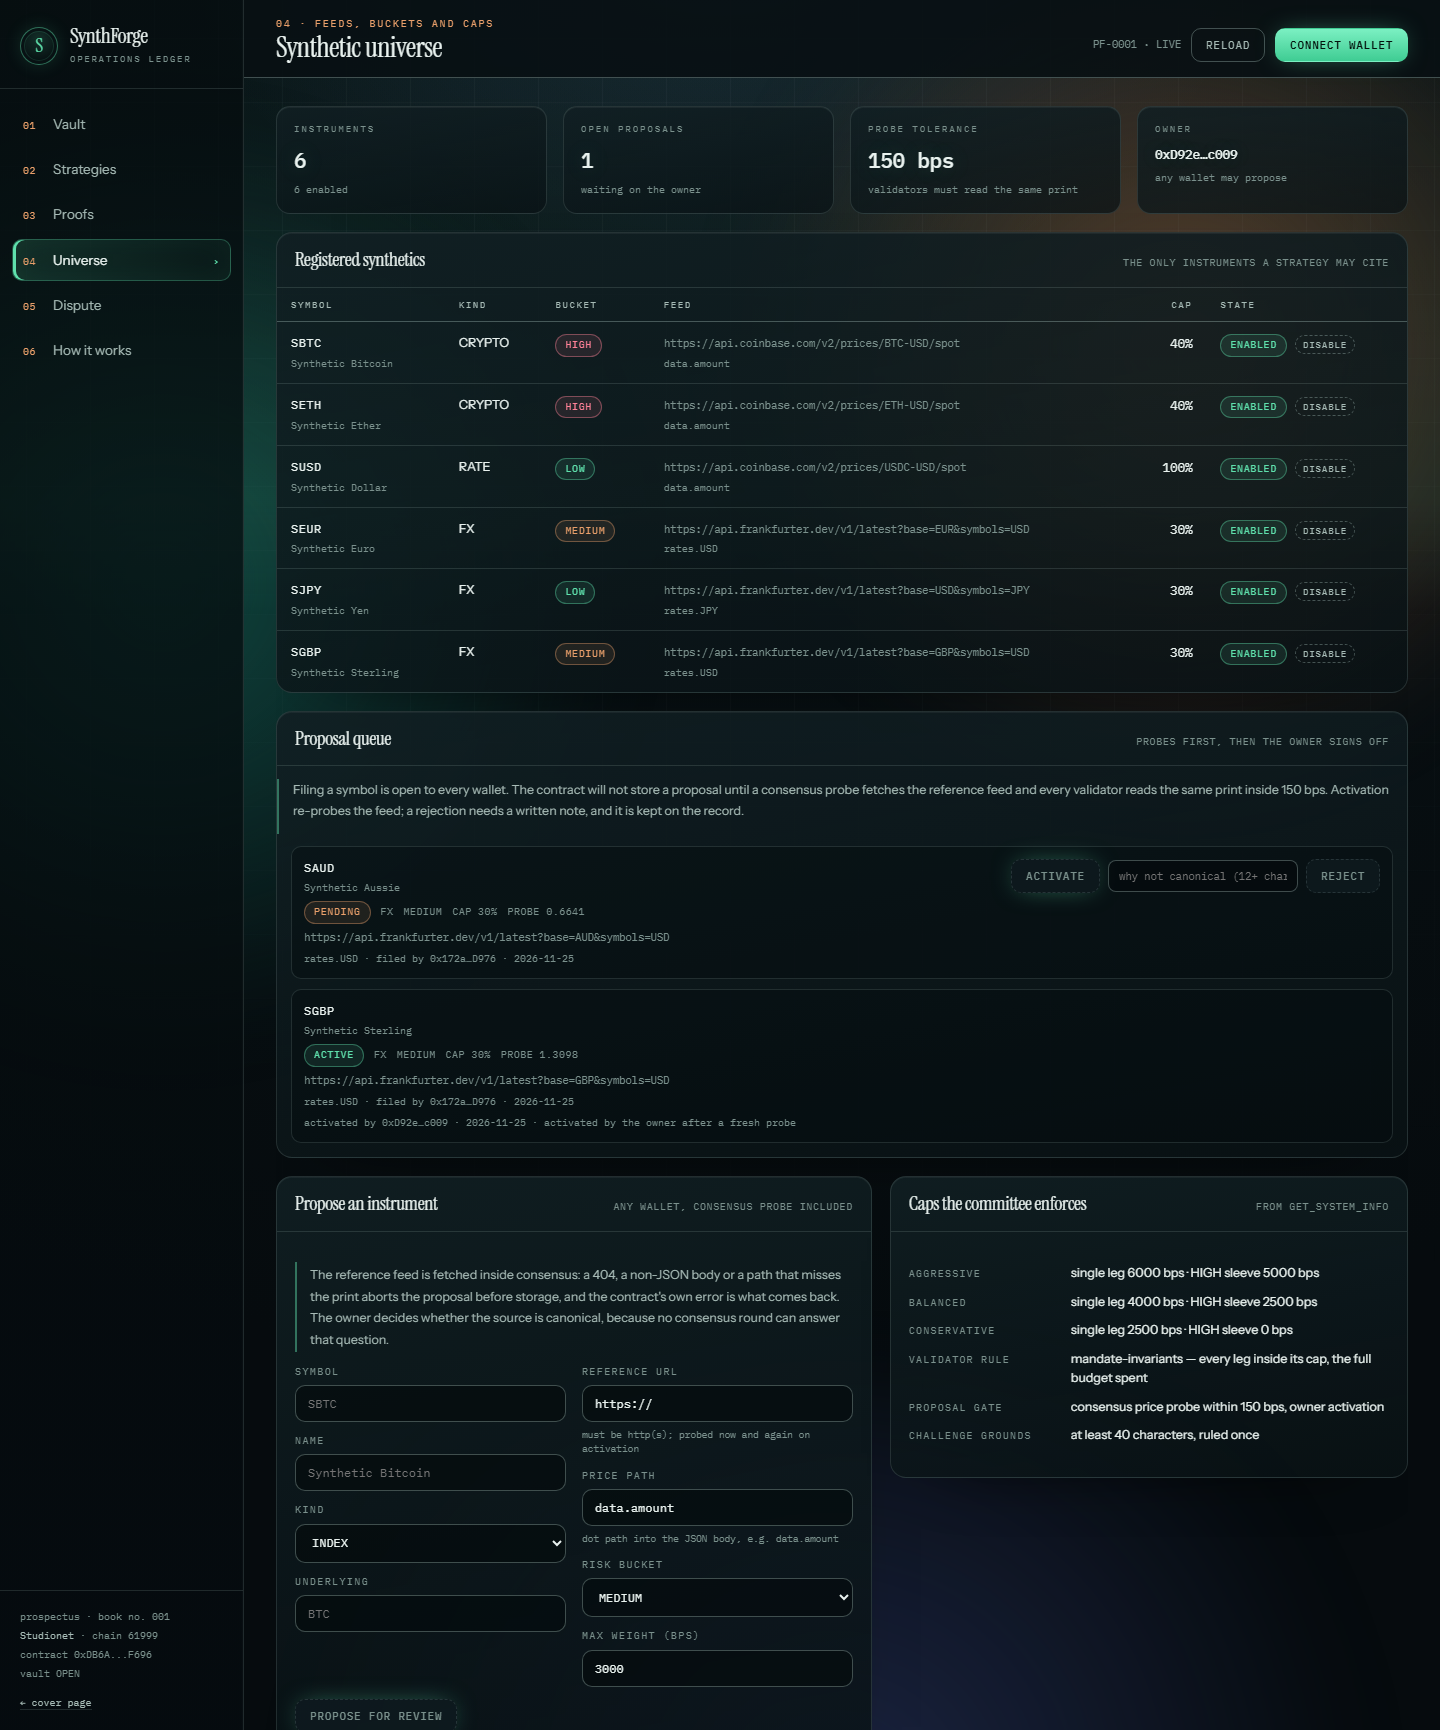 S
SynthForge
OPERATIONS LEDGER
01 Vault
02 Strategies
03 Proofs
04 Universe ›
05 Dispute
06 How it works
prospectus · book no. 001
Studionet · chain 61999
contract 0xDB6A...F696
vault OPEN
← cover page
04 · FEEDS, BUCKETS AND CAPS
Synthetic universe
PF-0001 · LIVE
RELOAD
CONNECT WALLET
INSTRUMENTS
6
6 enabled
OPEN PROPOSALS
1
waiting on the owner
PROBE TOLERANCE
150 bps
validators must read the same print
OWNER
0xD92e…c009
any wallet may propose
Registered synthetics
THE ONLY INSTRUMENTS A STRATEGY MAY CITE
SYMBOL KIND BUCKET FEED CAP STATE
SBTC CRYPTO HIGH https://api.coinbase.com/v2/prices/BTC-USD/spot 40% ENABLED DISABLE
Synthetic Bitcoin data.amount
SETH CRYPTO HIGH https://api.coinbase.com/v2/prices/ETH-USD/spot 40% ENABLED DISABLE
Synthetic Ether data.amount
SUSD RATE LOW https://api.coinbase.com/v2/prices/USDC-USD/spot 100% ENABLED DISABLE
Synthetic Dollar data.amount
SEUR FX MEDIUM https://api.frankfurter.dev/v1/latest?base=EUR&symbols=USD 30% ENABLED DISABLE
Synthetic Euro rates.USD
SJPY FX LOW https://api.frankfurter.dev/v1/latest?base=USD&symbols=JPY 30% ENABLED DISABLE
Synthetic Yen rates.JPY
SGBP FX MEDIUM https://api.frankfurter.dev/v1/latest?base=GBP&symbols=USD 30% ENABLED DISABLE
Synthetic Sterling rates.USD
Proposal queue
PROBES FIRST, THEN THE OWNER SIGNS OFF
Filing a symbol is open to every wallet. The contract will not store a proposal until a consensus probe fetches the reference feed and every validator reads the same print inside 150 bps. Activation
re-probes the feed; a rejection needs a written note, and it is kept on the record.
SAUD
Synthetic Aussie
PENDING FX MEDIUM CAP 30% PROBE 0.6641
https://api.frankfurter.dev/v1/latest?base=AUD&symbols=USD
rates.USD · filed by 0x172a…D976 · 2026-11-25
ACTIVATE
why not canonical (12+ char
REJECT
SGBP
Synthetic Sterling
ACTIVE FX MEDIUM CAP 30% PROBE 1.3098
https://api.frankfurter.dev/v1/latest?base=GBP&symbols=USD
rates.USD · filed by 0x172a…D976 · 2026-11-25
activated by 0xD92e…c009 · 2026-11-25 · activated by the owner after a fresh probe
Propose an instrument
ANY WALLET, CONSENSUS PROBE INCLUDED
The reference feed is fetched inside consensus: a 404, a non-JSON body or a path that misses
the print aborts the proposal before storage, and the contract's own error is what comes back.
The owner decides whether the source is canonical, because no consensus round can answer
that question.
SYMBOL
SBTC
NAME
Synthetic Bitcoin
KIND
INDEX
UNDERLYING
BTC
REFERENCE URL
https://
must be http(s); probed now and again on
activation
PRICE PATH
data.amount
dot path into the JSON body, e.g. data.amount
RISK BUCKET
MEDIUM
MAX WEIGHT (BPS)
3000
PROPOSE FOR REVIEW
Caps the committee enforces
FROM GET_SYSTEM_INFO
AGGRESSIVE single leg 6000 bps · HIGH sleeve 5000 bps
BALANCED single leg 4000 bps · HIGH sleeve 2500 bps
CONSERVATIVE single leg 2500 bps · HIGH sleeve 0 bps
VALIDATOR RULE mandate-invariants — every leg inside its cap, the full
budget spent
PROPOSAL GATE consensus price probe within 150 bps, owner activation
CHALLENGE GROUNDS at least 40 characters, ruled once